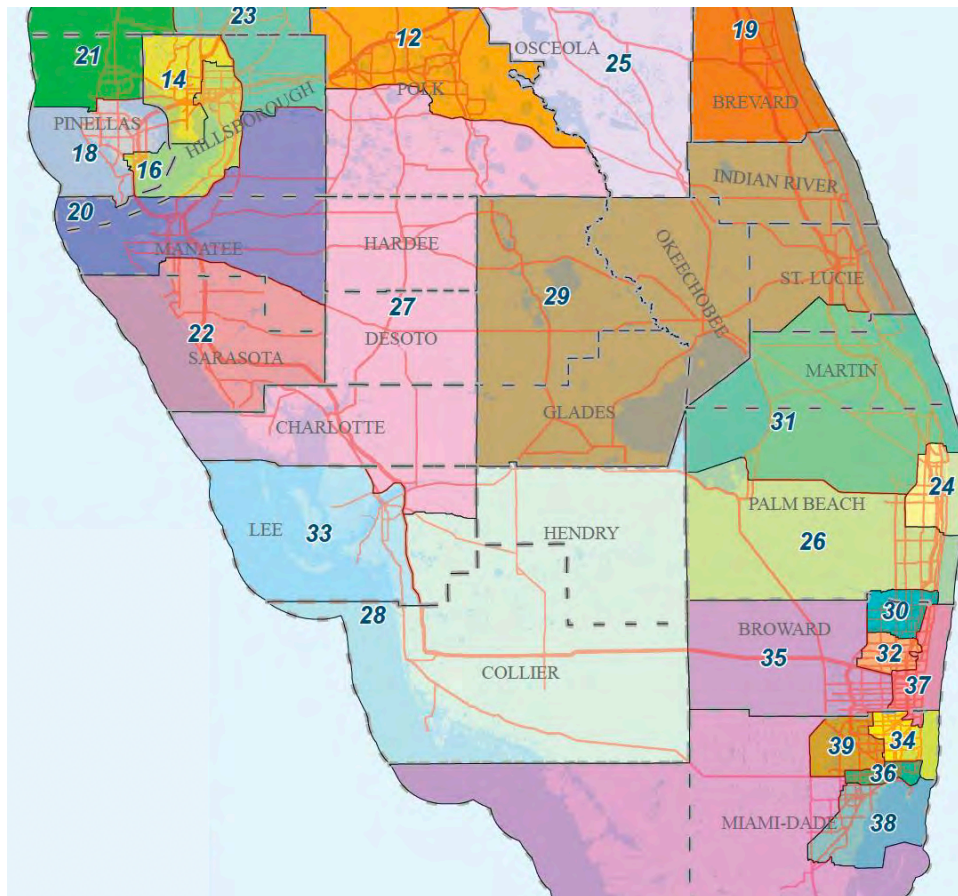 23
19
12
OSCEOLA
21
25
14
POLK
BREVARD
HILLSBOROUGH
PINELLAS
18
16
INDIAN RIVER
20
MANATEE
HARDEE
OKEECHOBEE
ST. LUCIE
27
29
22
DESOTO
SARASOTA
MARTIN
GLADES
31
CHARLOTTE
24
PALM BEACH
LEE
33
HENDRY
26
28
30
BROWARD
32
35
COLLIER
37
39
34
36
MIAMI-DADE
38